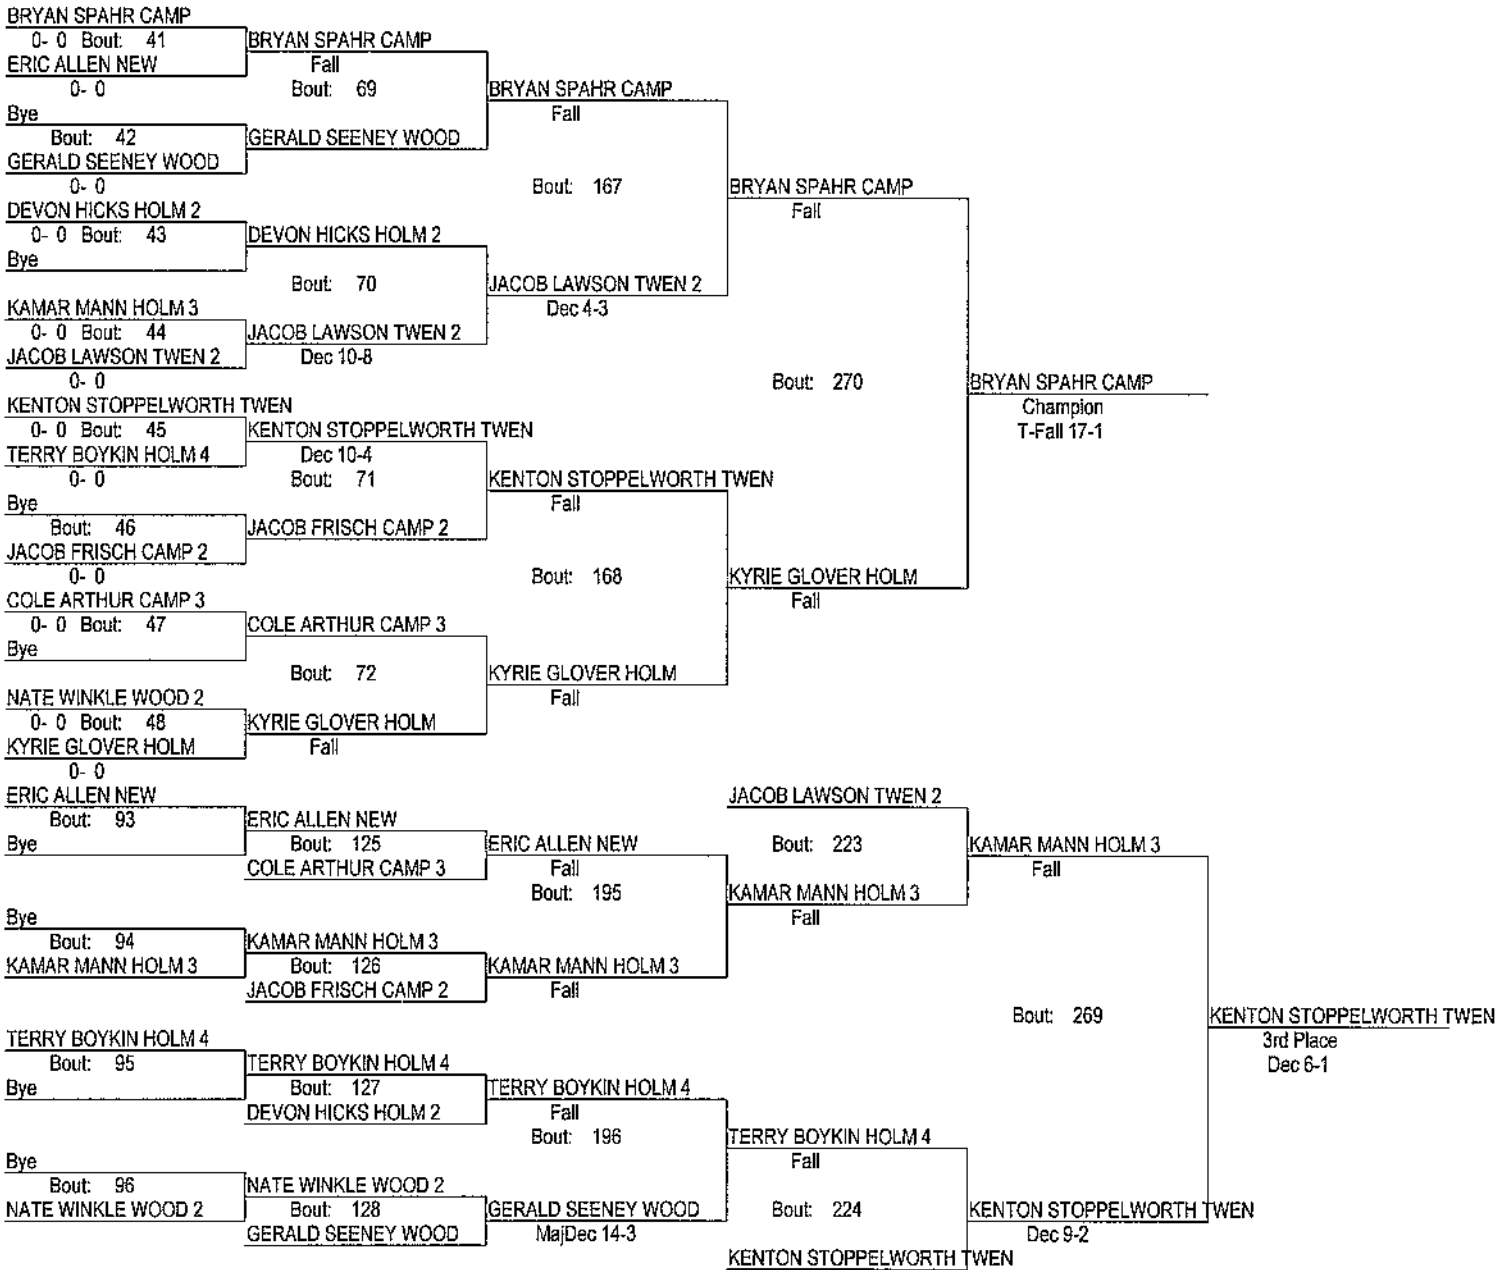 BRYAN SPAHR CAMP
0- 0 Bout: 41
ERIC ALLEN NEW
0- 0
Bye
Bout: 42
GERALD SEENEY WOOD
0- 0
DEVON HICKS HOLM 2
0- 0 Bout: 43
Bye
KAMAR MANN HOLM 3
0- 0 Bout: 44
JACOB LAWSON TWEN 2
0- 0
KENTON STOPPELWORTH TWEN
0- 0 Bout: 45
TERRY BOYKIN HOLM 4
0- 0
Bye
Bout: 46
JACOB FRISCH CAMP 2
0- 0
COLE ARTHUR CAMP 3
0- 0 Bout: 47
Bye
NATE WINKLE WOOD 2
0- 0 Bout: 48
KYRIE GLOVER HOLM
0- 0
BRYAN SPAHR CAMP
Fall
Bout: 69
GERALD SEENEY WOOD
DEVON HICKS HOLM 2
Bout: 70
JACOB LAWSON TWEN 2
Dec 10-8
KENTON STOPPELWORTH TWEN
Dec 10-4
Bout: 71
JACOB FRISCH CAMP 2
COLE ARTHUR CAMP 3
Bout: 72
KYRIE GLOVER HOLM
Fall
BRYAN SPAHR CAMP
Fall
Bout: 167
JACOB LAWSON TWEN 2
Dec 4-3
KENTON STOPPELWORTH TWEN
Fall
Bout: 168
KYRIE GLOVER HOLM
Fall
BRYAN SPAHR CAMP
Fall
Bout: 270
KYRIE GLOVER HOLM
Fall
BRYAN SPAHR CAMP
Champion
T-Fall 17-1
ERIC ALLEN NEW
Bout: 93
Bye
Bye
Bout: 94
KAMAR MANN HOLM 3
TERRY BOYKIN HOLM 4
Bout: 95
Bye
Bye
Bout: 96
NATE WINKLE WOOD 2
ERIC ALLEN NEW
Bout: 125
COLE ARTHUR CAMP 3
KAMAR MANN HOLM 3
Bout: 126
JACOB FRISCH CAMP 2
TERRY BOYKIN HOLM 4
Bout: 127
DEVON HICKS HOLM 2
NATE WINKLE WOOD 2
Bout: 128
GERALD SEENEY WOOD
ERIC ALLEN NEW
Fall
Bout: 195
KAMAR MANN HOLM 3
Fall
TERRY BOYKIN HOLM 4
Fall
Bout: 196
GERALD SEENEY WOOD
MajDec 14-3
JACOB LAWSON TWEN 2
Bout: 223
KAMAR MANN HOLM 3
Fall
TERRY BOYKIN HOLM 4
Fall
Bout: 224
KENTON STOPPELWORTH TWEN
KAMAR MANN HOLM 3
Fall
Bout: 269
KENTON STOPPELWORTH TWEN
Dec 9-2
KENTON STOPPELWORTH TWEN
3rd Place
Dec 6-1